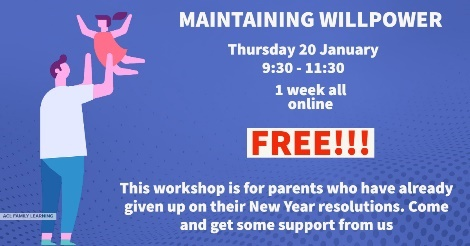 MAINTAINING WILLPOWER
Thursday 20 January
9:30 - 11:30
1 week all
online
FREE!!!
This workshop is for parents who have already
given up on their New Year resolutions. Come
and get some support from us
ACL FAMILY LEARNING